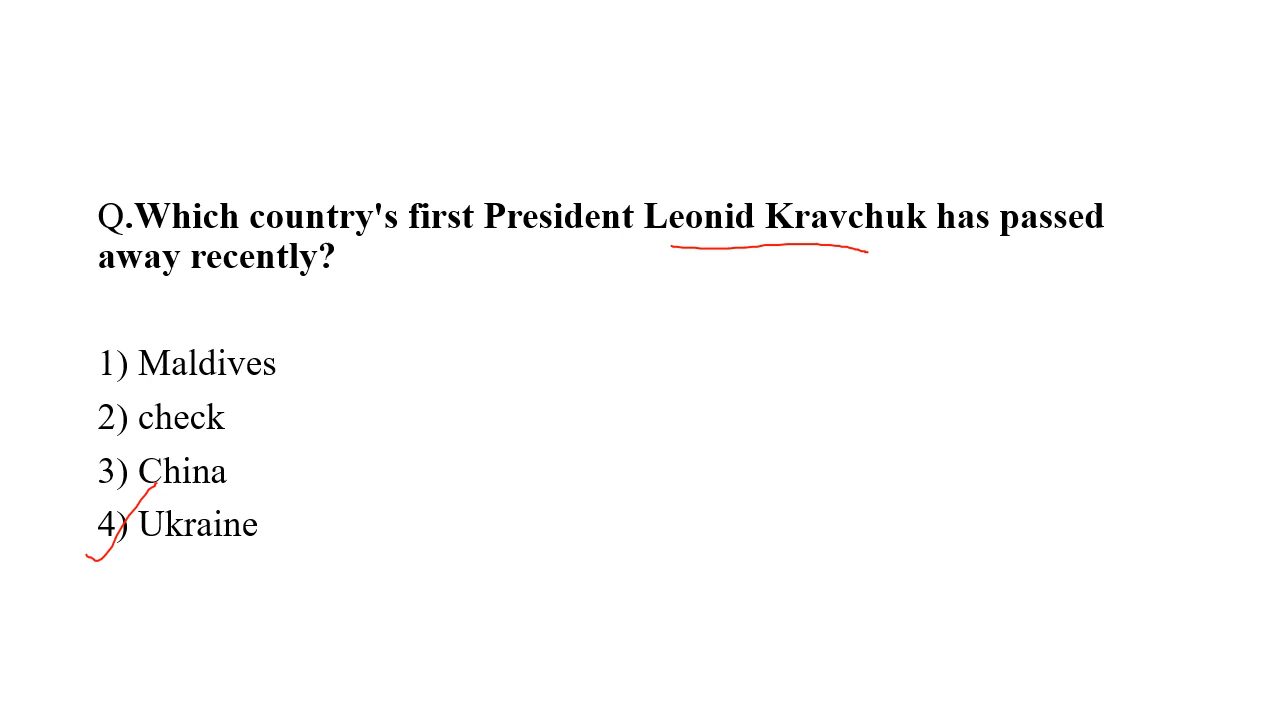 Q.Which country's first President Leonid Kravchuk has passed
away recently?
1) Maldives
2) check
3) China
4) Ukraine